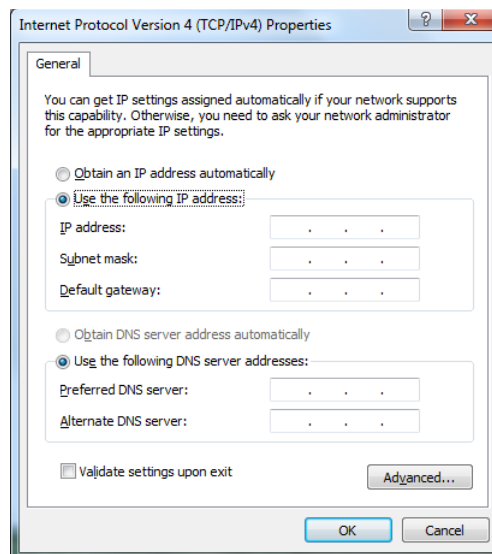 Internet Protocol Version 4 (TCP/IPv4) Properties
?
X
General
You can get IP settings assigned automatically if your network supports
this capability. Otherwise, you need to ask your network administrator
for the appropriate IP settings.
Obtain an IP address automatically
Use the following IP address:
IP address: . . .
Subnet mask: . . .
Default gateway: . . .
Obtain DNS server address automatically
Use the following DNS server addresses:
Preferred DNS server: . . .
Alternate DNS server: . . .
Validate settings upon exit
Advanced...
OK
Cancel